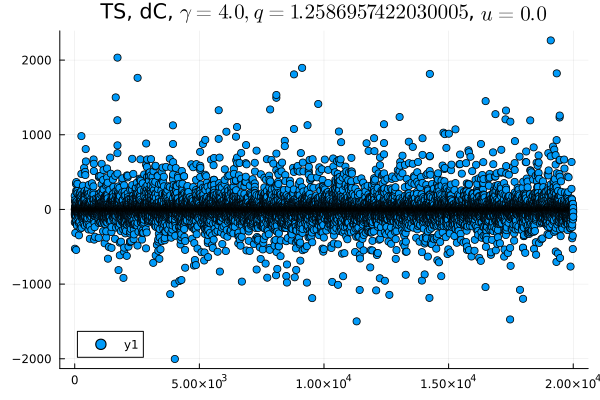 TS, dC, γ = 4.0, q = 1.2586957422030005, u = 0.0
2000
1000
0
−1000
−2000
y1
0 5.00×10³ 1.00×10⁴ 1.50×10⁴ 2.00×10⁴